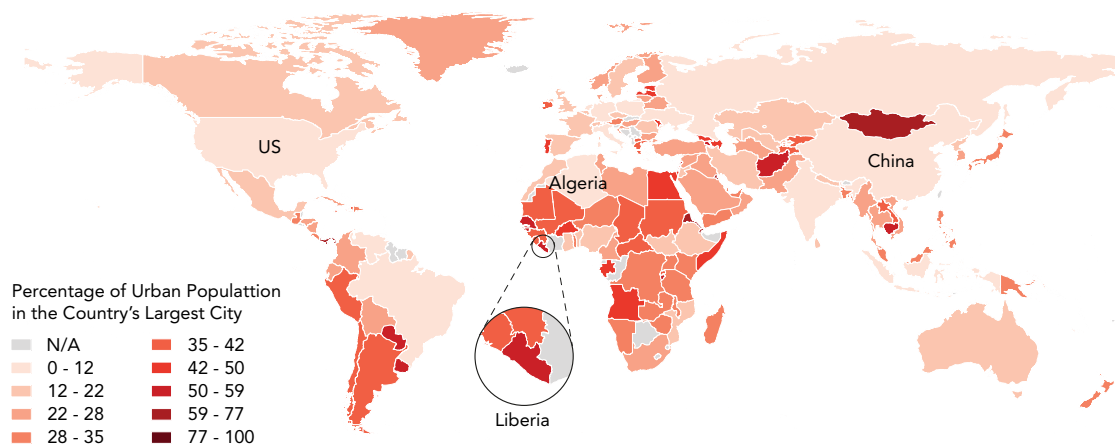 US
Algeria
China
Percentage of Urban Populattion
in the Country's Largest City
N/A
0 - 12
12 - 22
22 - 28
28 - 35
35 - 42
42 - 50
50 - 59
59 - 77
77 - 100
Liberia